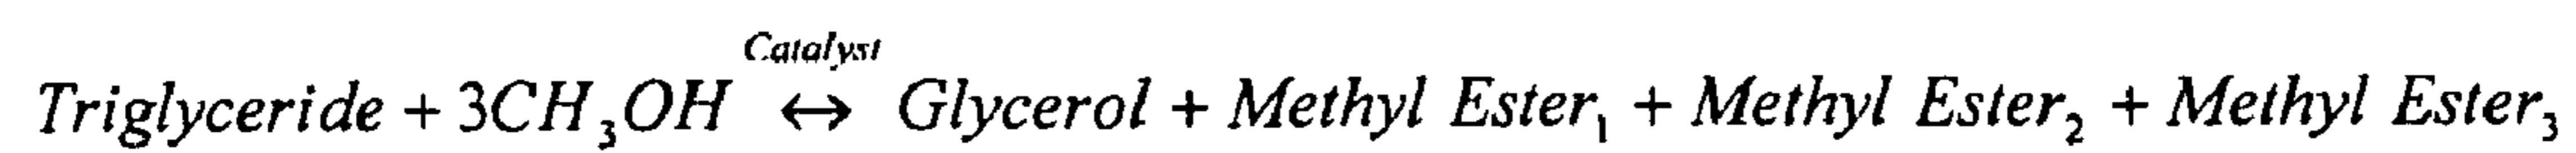 Catalyst
Triglyceride + 3CH₃OH ↔ Glycerol + Methyl Ester₁ + Methyl Ester₂ + Methyl Ester₃